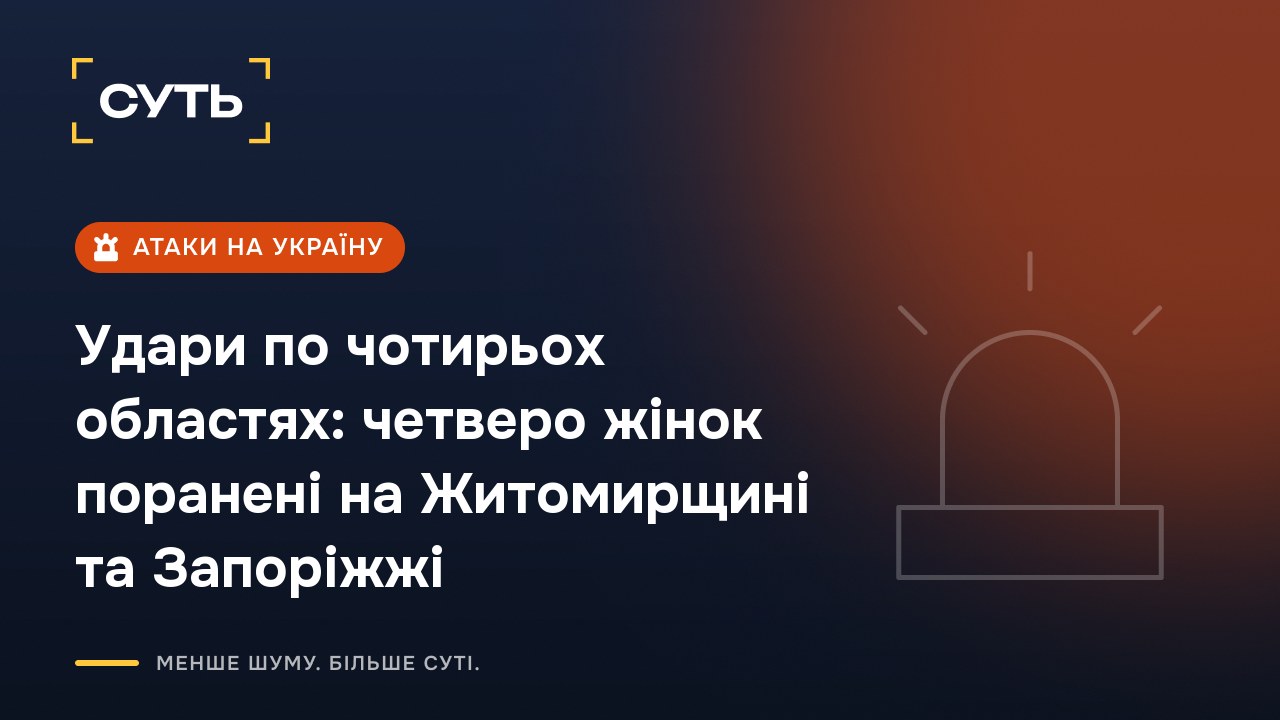 СУТЬ
АТАКИ НА УКРАЇНУ
Удари по чотирьох
областях: четверо жінок
поранені на Житомирщині
та Запоріжжі
МЕНШЕ ШУМУ. БІЛЬШЕ СУТІ.